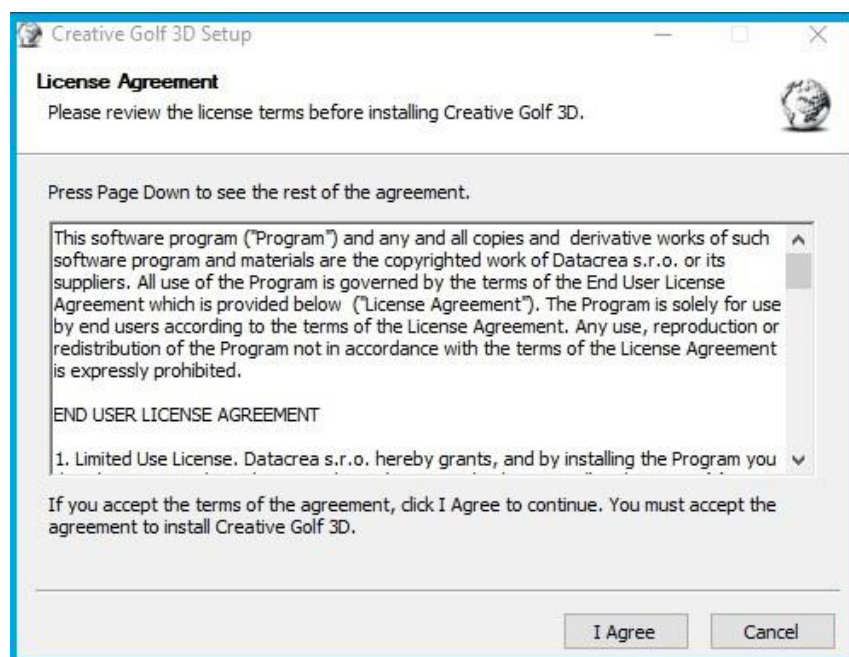 Creative Golf 3D Setup
License Agreement
Please review the license terms before installing Creative Golf 3D.
Press Page Down to see the rest of the agreement.
This software program ("Program") and any and all copies and  derivative works of such
software program and materials are the copyrighted work of Datacrea s.r.o. or its
suppliers. All use of the Program is governed by the terms of the End User License
Agreement which is provided below  ("License Agreement"). The Program is solely for use
by end users according to the terms of the License Agreement. Any use, reproduction or
redistribution of the Program not in accordance with the terms of the License Agreement
is expressly prohibited.
END USER LICENSE AGREEMENT
1. Limited Use License. Datacrea s.r.o. hereby grants, and by installing the Program you
If you accept the terms of the agreement, click I Agree to continue. You must accept the
agreement to install Creative Golf 3D.
I Agree
Cancel